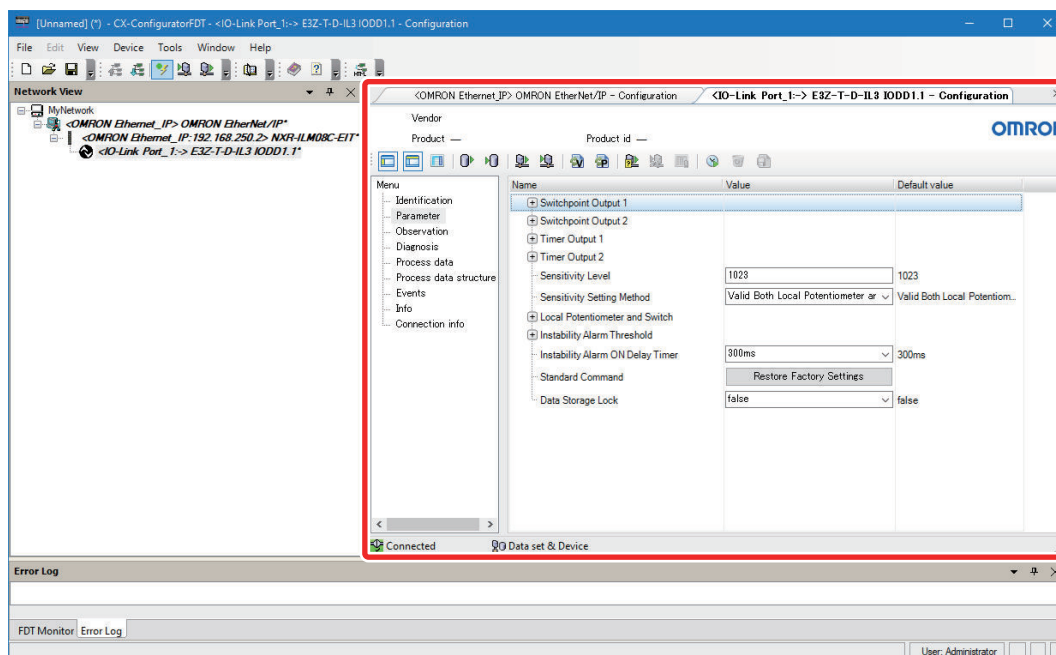 [Unnamed] (*) - CX-ConfiguratorFDT - <IO-Link Port_1:-> E3Z-T-D-IL3 IODD1.1 - Configuration
File Edit View Device Tools Window Help
Network View
MyNetwork
<OMRON Ethernet_IP> OMRON EtherNet/IP*
<OMRON Ethernet_IP:192.168.250.2> NXR-ILM08C-EIT*
<IO-Link Port_1:-> E3Z-T-D-IL3 IODD1.1*
<OMRON Ethernet_IP> OMRON EtherNet/IP - Configuration
<IO-Link Port_1:-> E3Z-T-D-IL3 IODD1.1 - Configuration
Vendor
Product —
Product id —
OMRON
Menu
Identification
Parameter
Observation
Diagnosis
Process data
Process data structure
Events
Info
Connection info
Name Value Default value
Switchpoint Output 1
Switchpoint Output 2
Timer Output 1
Timer Output 2
Sensitivity Level 1023 1023
Sensitivity Setting Method Valid Both Local Potentiometer ar Valid Both Local Potentiom...
Local Potentiometer and Switch
Instability Alarm Threshold
Instability Alarm ON Delay Timer 300ms 300ms
Standard Command Restore Factory Settings
Data Storage Lock false false
Connected Data set & Device
Error Log
FDT Monitor Error Log
User: Administrator